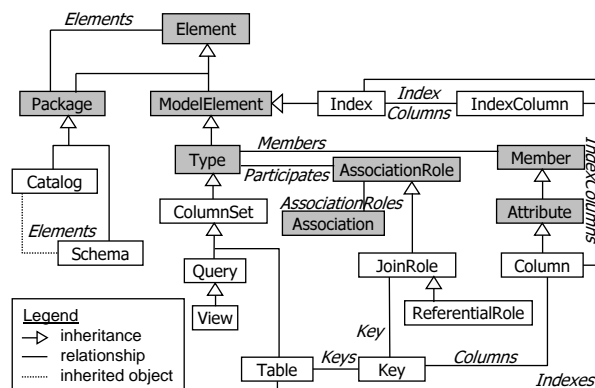 Elements
Element
Package
ModelElement
Index
Index
Columns
IndexColumn
Members
Type
Member
Participates
AssociationRole
IndexColumns
Catalog
ColumnSet
AssociationRoles
Association
Attribute
Elements
Schema
Query
JoinRole
Column
View
ReferentialRole
Legend
inheritance
relationship
inherited object
Key
Table
Keys
Key
Columns
Indexes